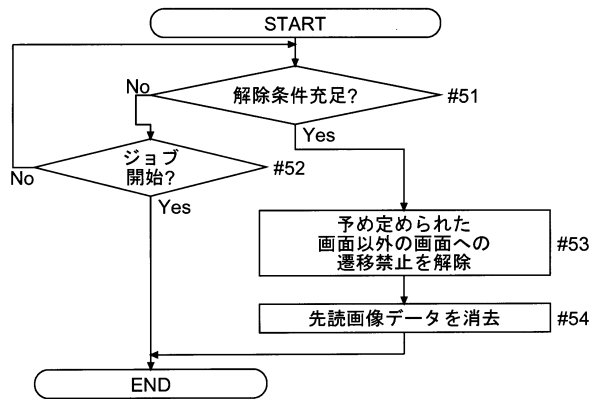 START
解除条件充足?
#51
No
Yes
ジョブ
開始?
#52
No
Yes
予め定められた
画面以外の画面への
遷移禁止を解除
#53
先読画像データを消去
#54
END